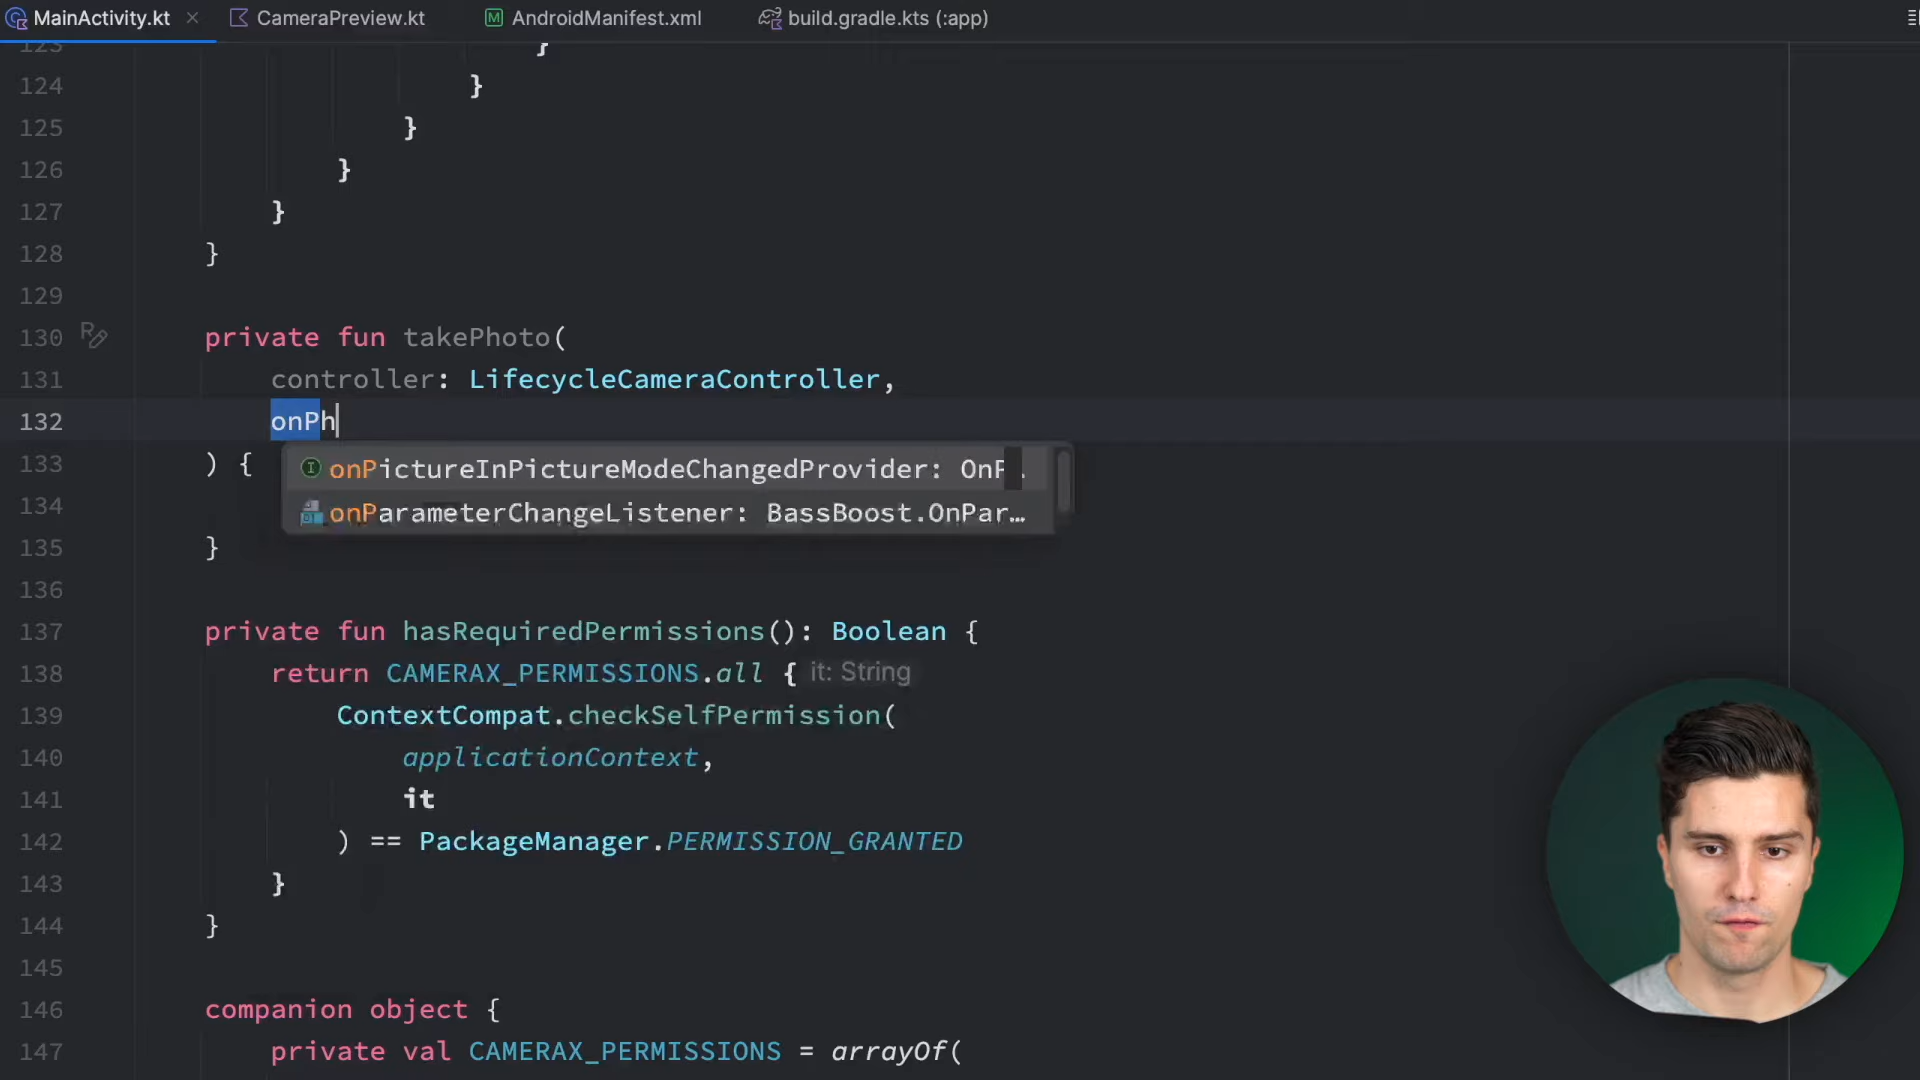 MainActivity.kt CameraPreview.kt AndroidManifest.xml build.gradle.kts (:app)
123 }
124 }
125 }
126 }
127 }
128 }
129
130 private fun takePhoto(
131 controller: LifecycleCameraController,
132 onPh
onPictureInPictureModeChangedProvider: OnP.
133 ) {
onParameterChangeListener: BassBoost.OnPar…
134
135 }
136
137 private fun hasRequiredPermissions(): Boolean {
138 return CAMERAX_PERMISSIONS.all { it: String
139 ContextCompat.checkSelfPermission(
140 applicationContext,
141 it
142 ) == PackageManager.PERMISSION_GRANTED
143 }
144 }
145
146 companion object {
147 private val CAMERAX_PERMISSIONS = arrayOf(